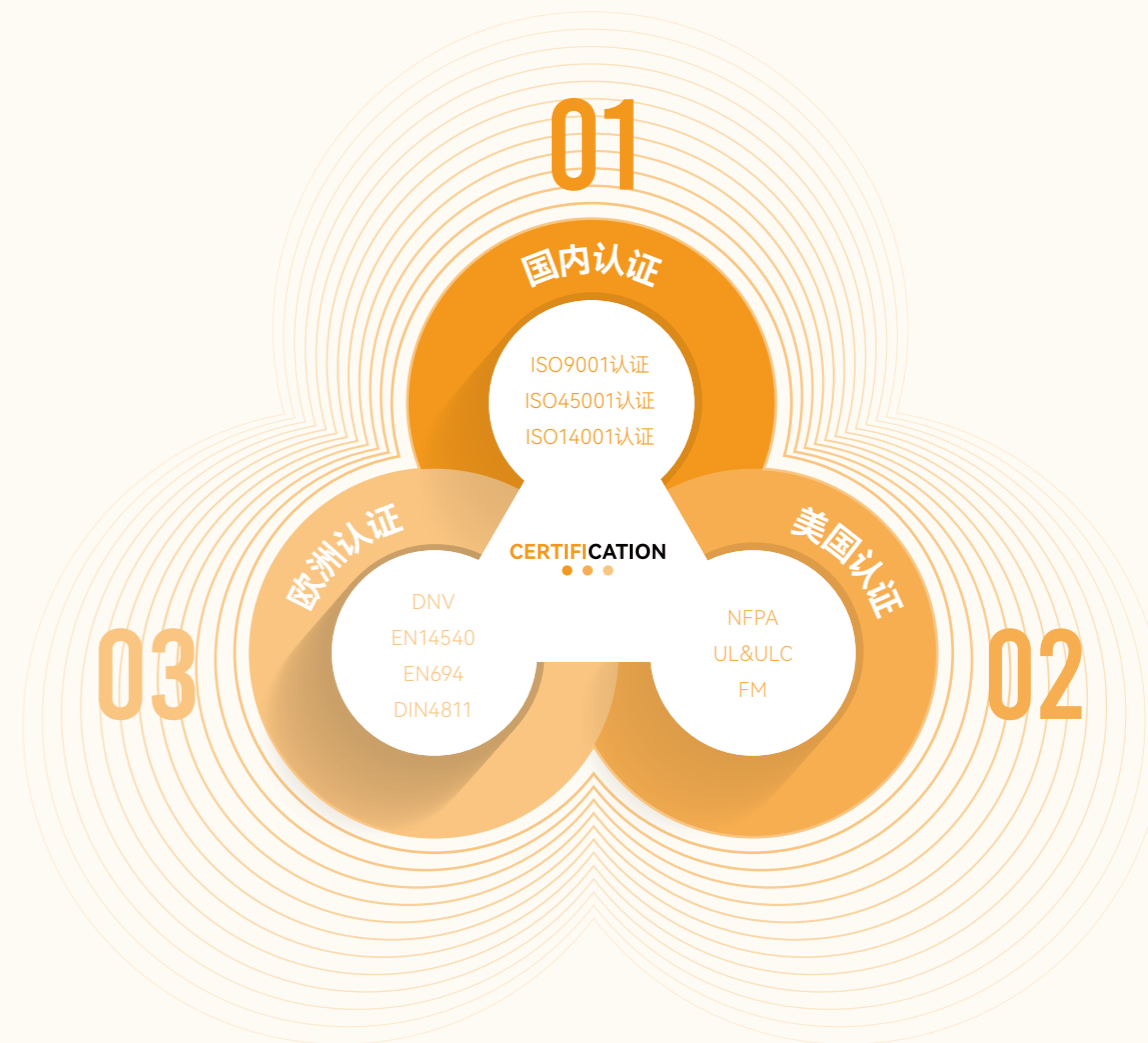 01
国内认证
ISO9001认证
ISO45001认证
ISO14001认证
CERTIFICATION
02
美国认证
NFPA
UL&ULC
FM
03
欧洲认证
DNV
EN14540
EN694
DIN4811